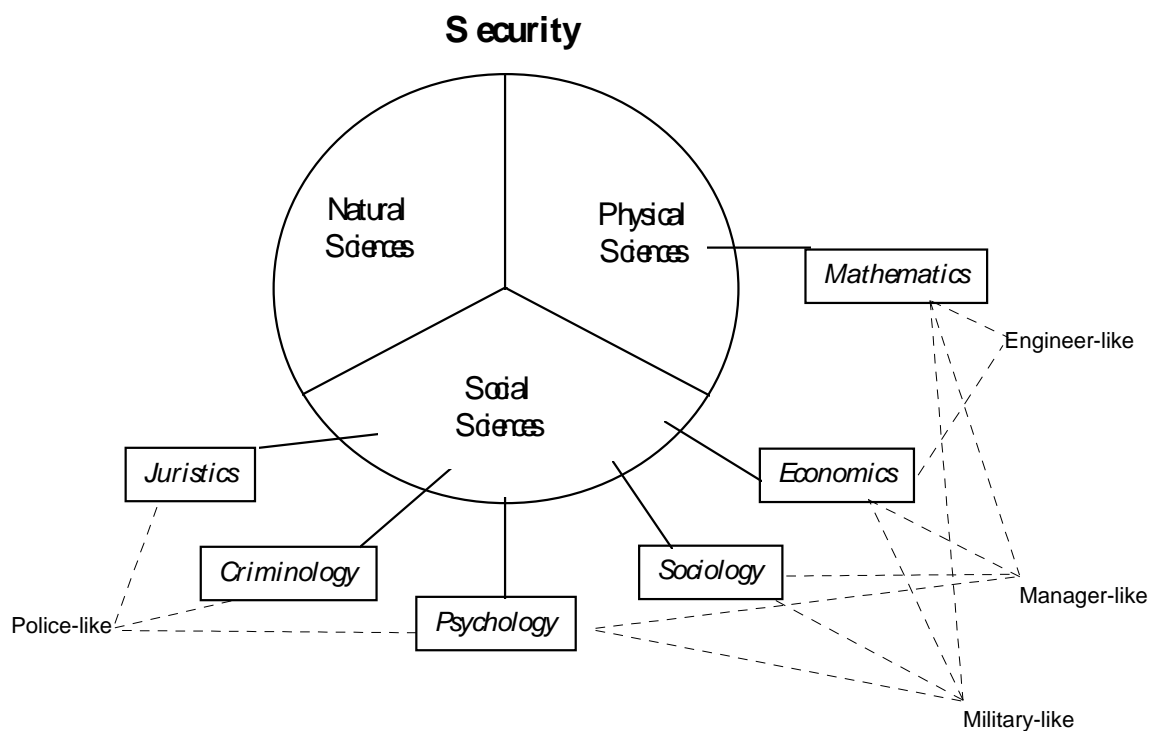 Security
Natural
Sciences
Physical
Sciences
Mathematics
Engineer-like
Social
Sciences
Juristics
Economics
Criminology
Sociology
Manager-like
Police-like
Psychology
Military-like